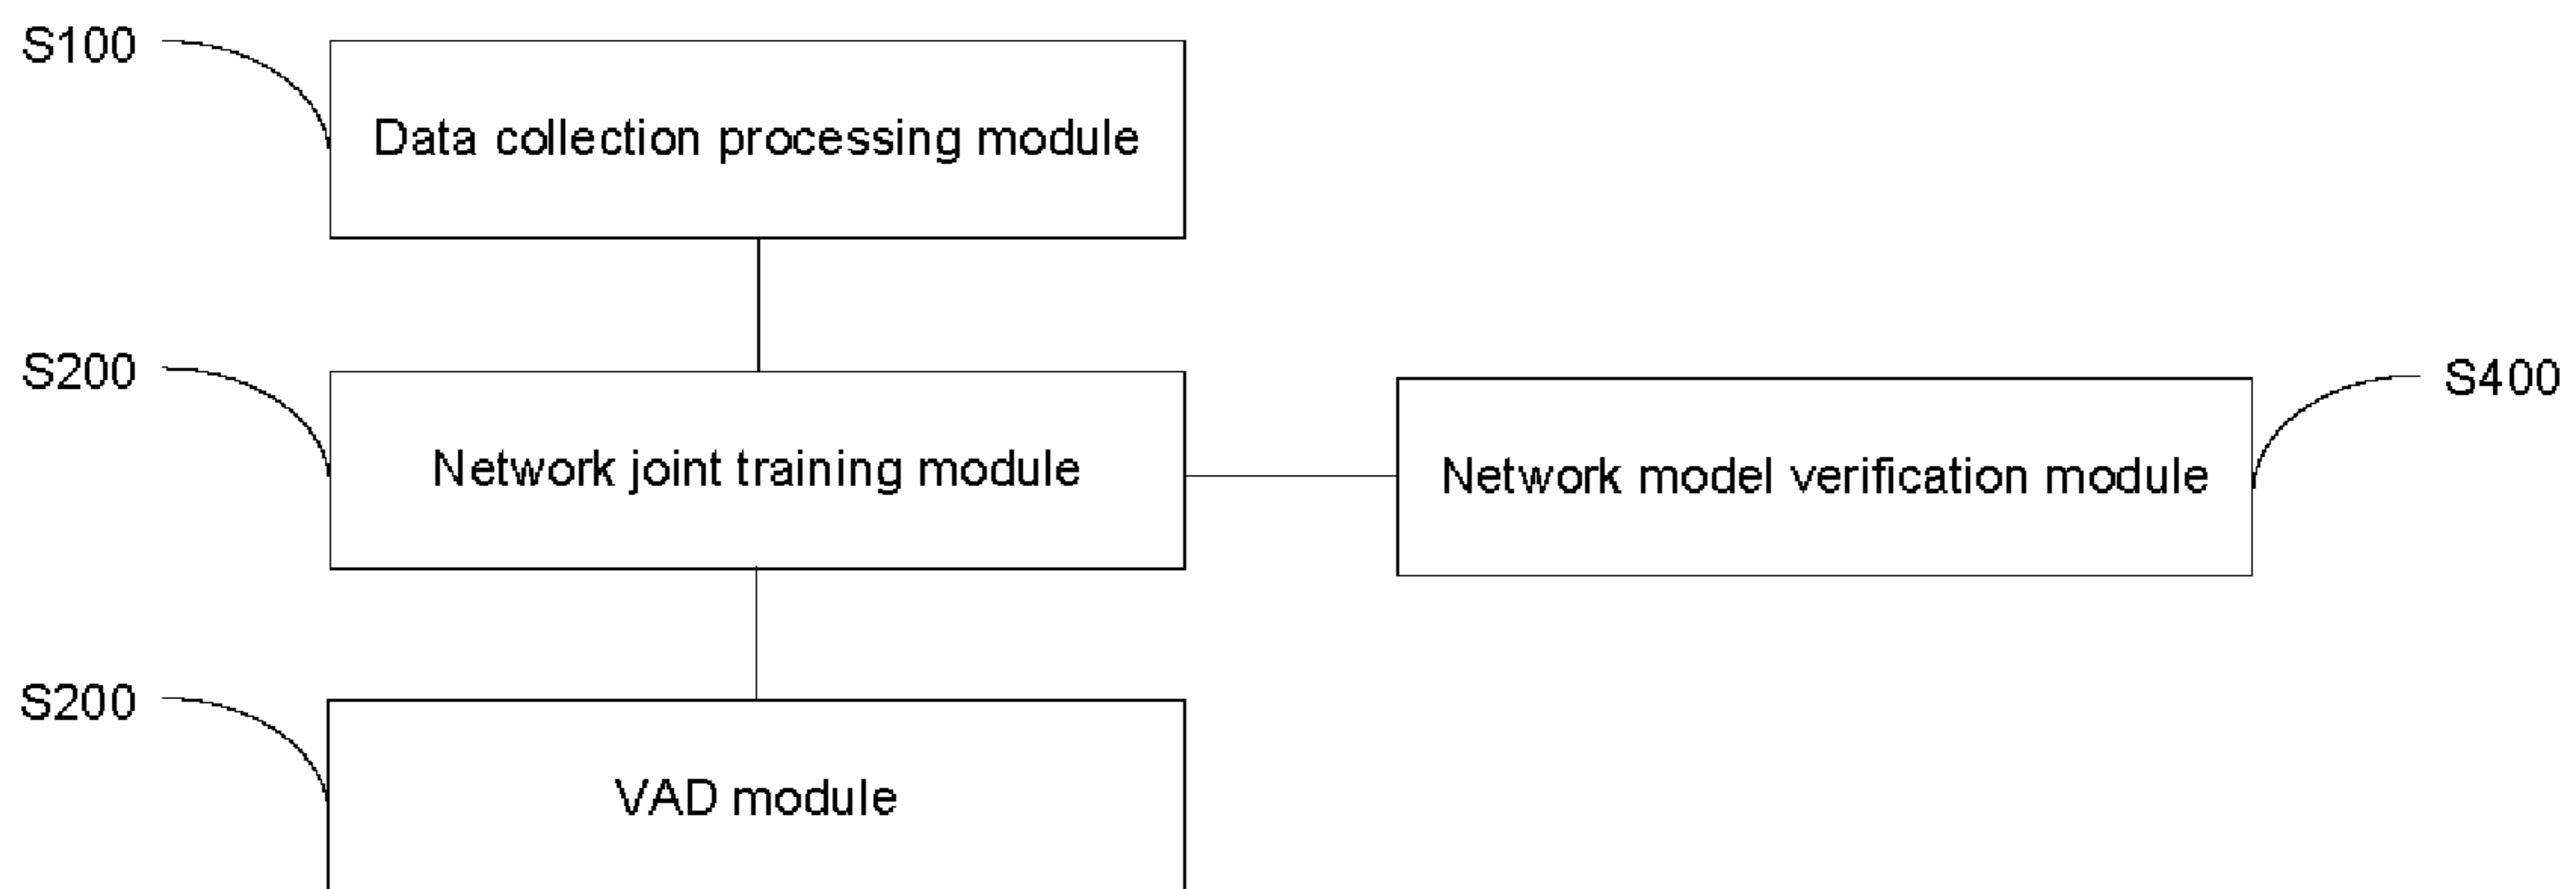 S100
Data collection processing module
S200
Network joint training module
Network model verification module
S400
S200
VAD module